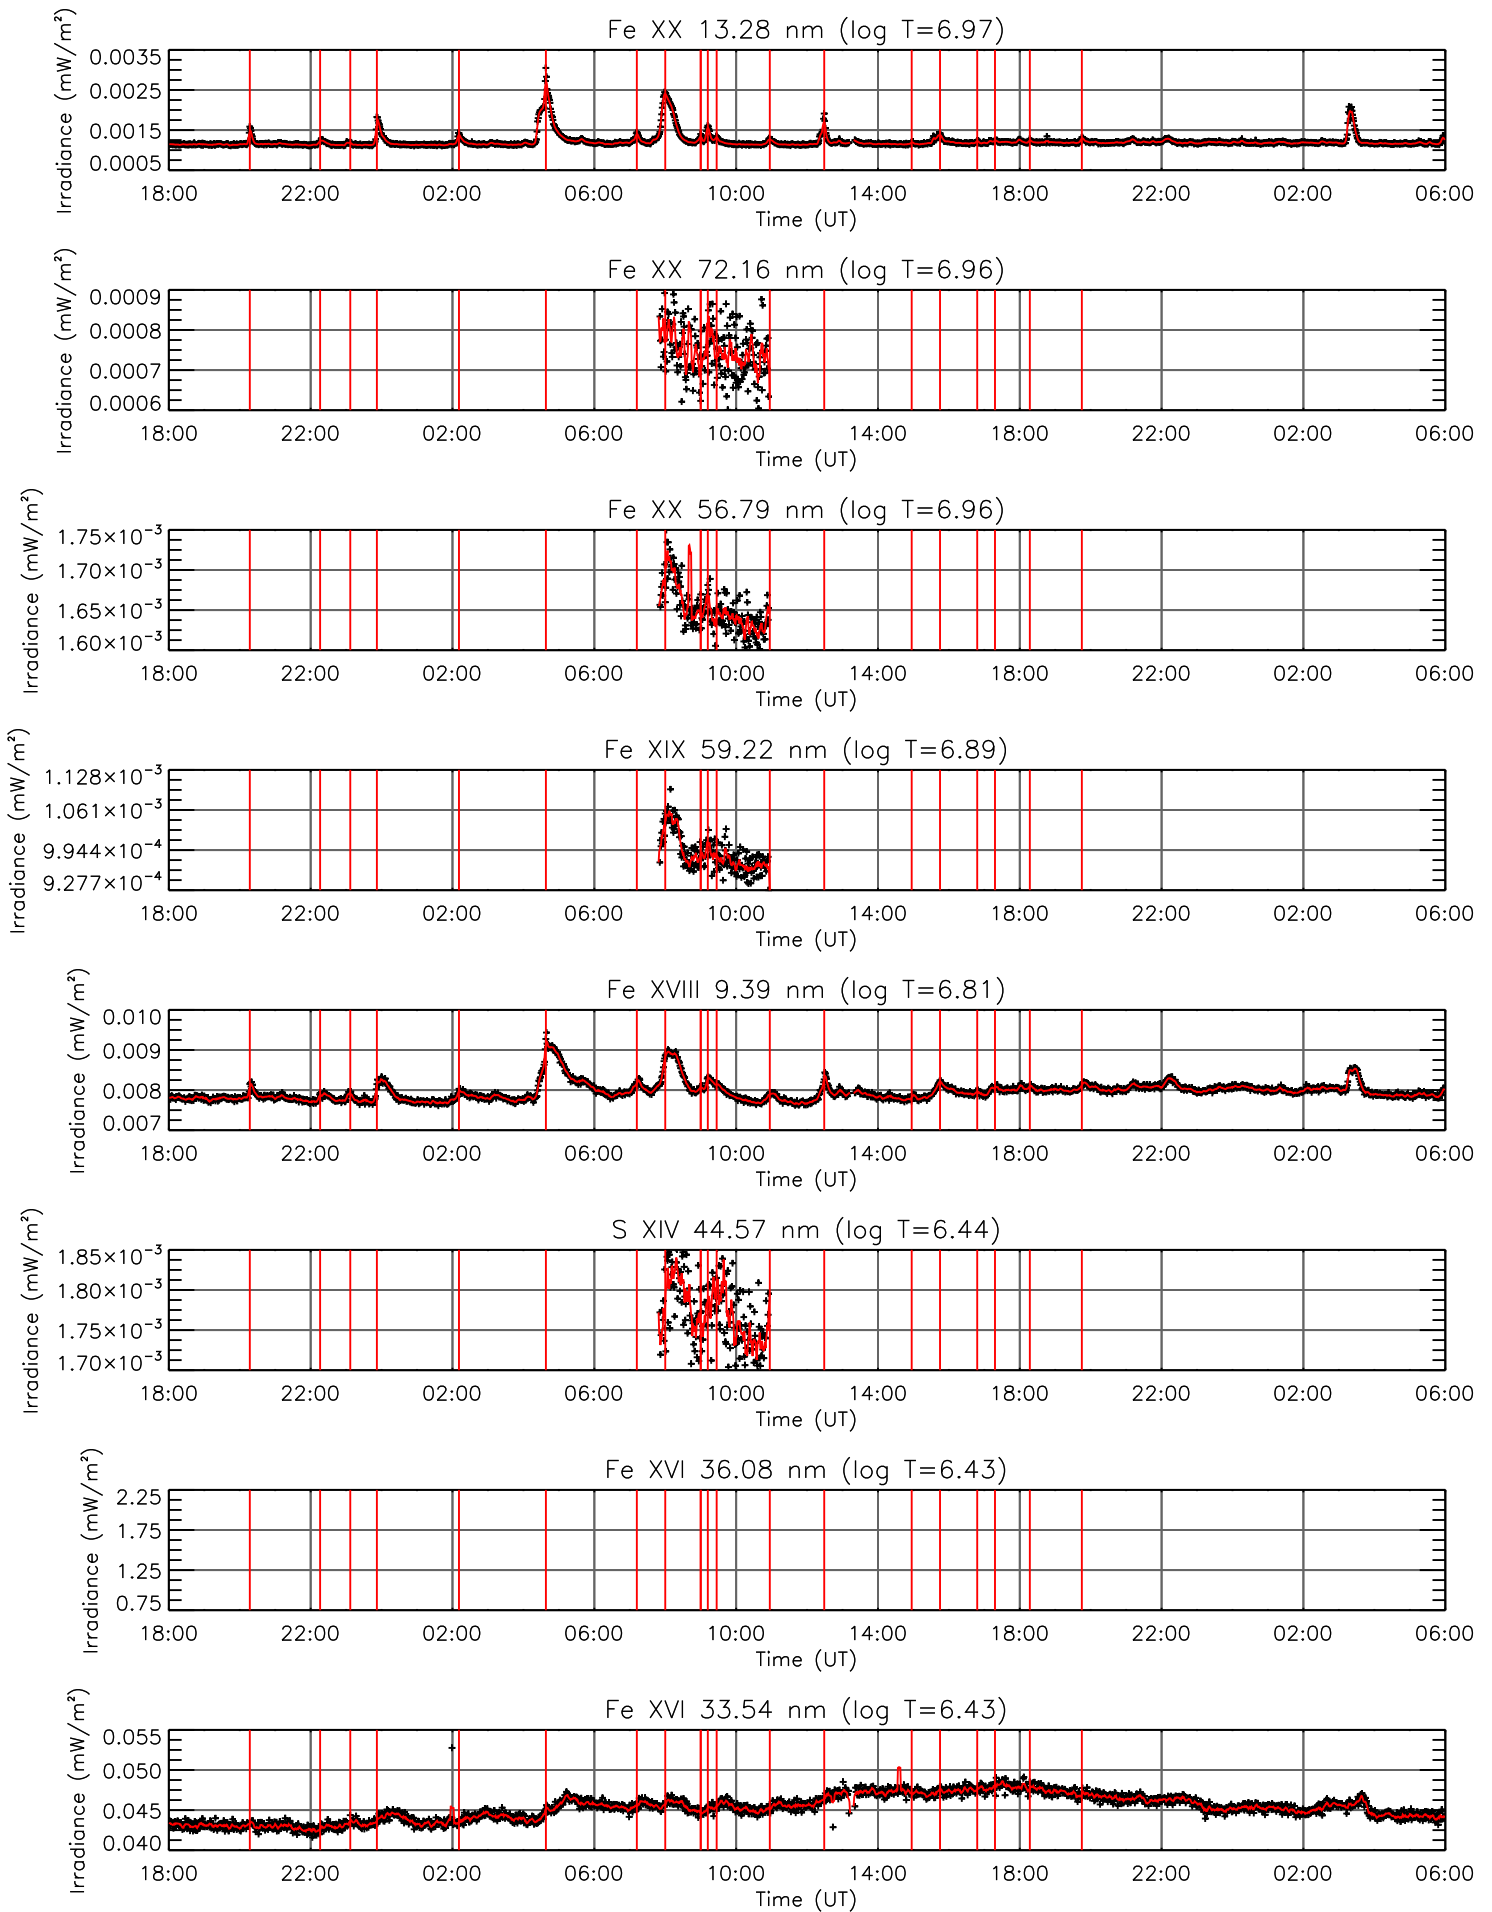 Fe XX 13.28 nm (log T=6.97)
Irradiance (mW/m²)
0.0035
0.0025
0.0015
0.0005
18:00 22:00 02:00 06:00 10:00 14:00 18:00 22:00 02:00 06:00
Time (UT)
Fe XX 72.16 nm (log T=6.96)
Irradiance (mW/m²)
0.0009
0.0008
0.0007
0.0006
18:00 22:00 02:00 06:00 10:00 14:00 18:00 22:00 02:00 06:00
Time (UT)
Fe XX 56.79 nm (log T=6.96)
Irradiance (mW/m²)
1.75×10⁻³
1.70×10⁻³
1.65×10⁻³
1.60×10⁻³
18:00 22:00 02:00 06:00 10:00 14:00 18:00 22:00 02:00 06:00
Time (UT)
Fe XIX 59.22 nm (log T=6.89)
Irradiance (mW/m²)
1.128×10⁻³
1.061×10⁻³
9.944×10⁻⁴
9.277×10⁻⁴
18:00 22:00 02:00 06:00 10:00 14:00 18:00 22:00 02:00 06:00
Time (UT)
Fe XVIII 9.39 nm (log T=6.81)
Irradiance (mW/m²)
0.010
0.009
0.008
0.007
18:00 22:00 02:00 06:00 10:00 14:00 18:00 22:00 02:00 06:00
Time (UT)
S XIV 44.57 nm (log T=6.44)
Irradiance (mW/m²)
1.85×10⁻³
1.80×10⁻³
1.75×10⁻³
1.70×10⁻³
18:00 22:00 02:00 06:00 10:00 14:00 18:00 22:00 02:00 06:00
Time (UT)
Fe XVI 36.08 nm (log T=6.43)
Irradiance (mW/m²)
2.25
1.75
1.25
0.75
18:00 22:00 02:00 06:00 10:00 14:00 18:00 22:00 02:00 06:00
Time (UT)
Fe XVI 33.54 nm (log T=6.43)
Irradiance (mW/m²)
0.055
0.050
0.045
0.040
18:00 22:00 02:00 06:00 10:00 14:00 18:00 22:00 02:00 06:00
Time (UT)